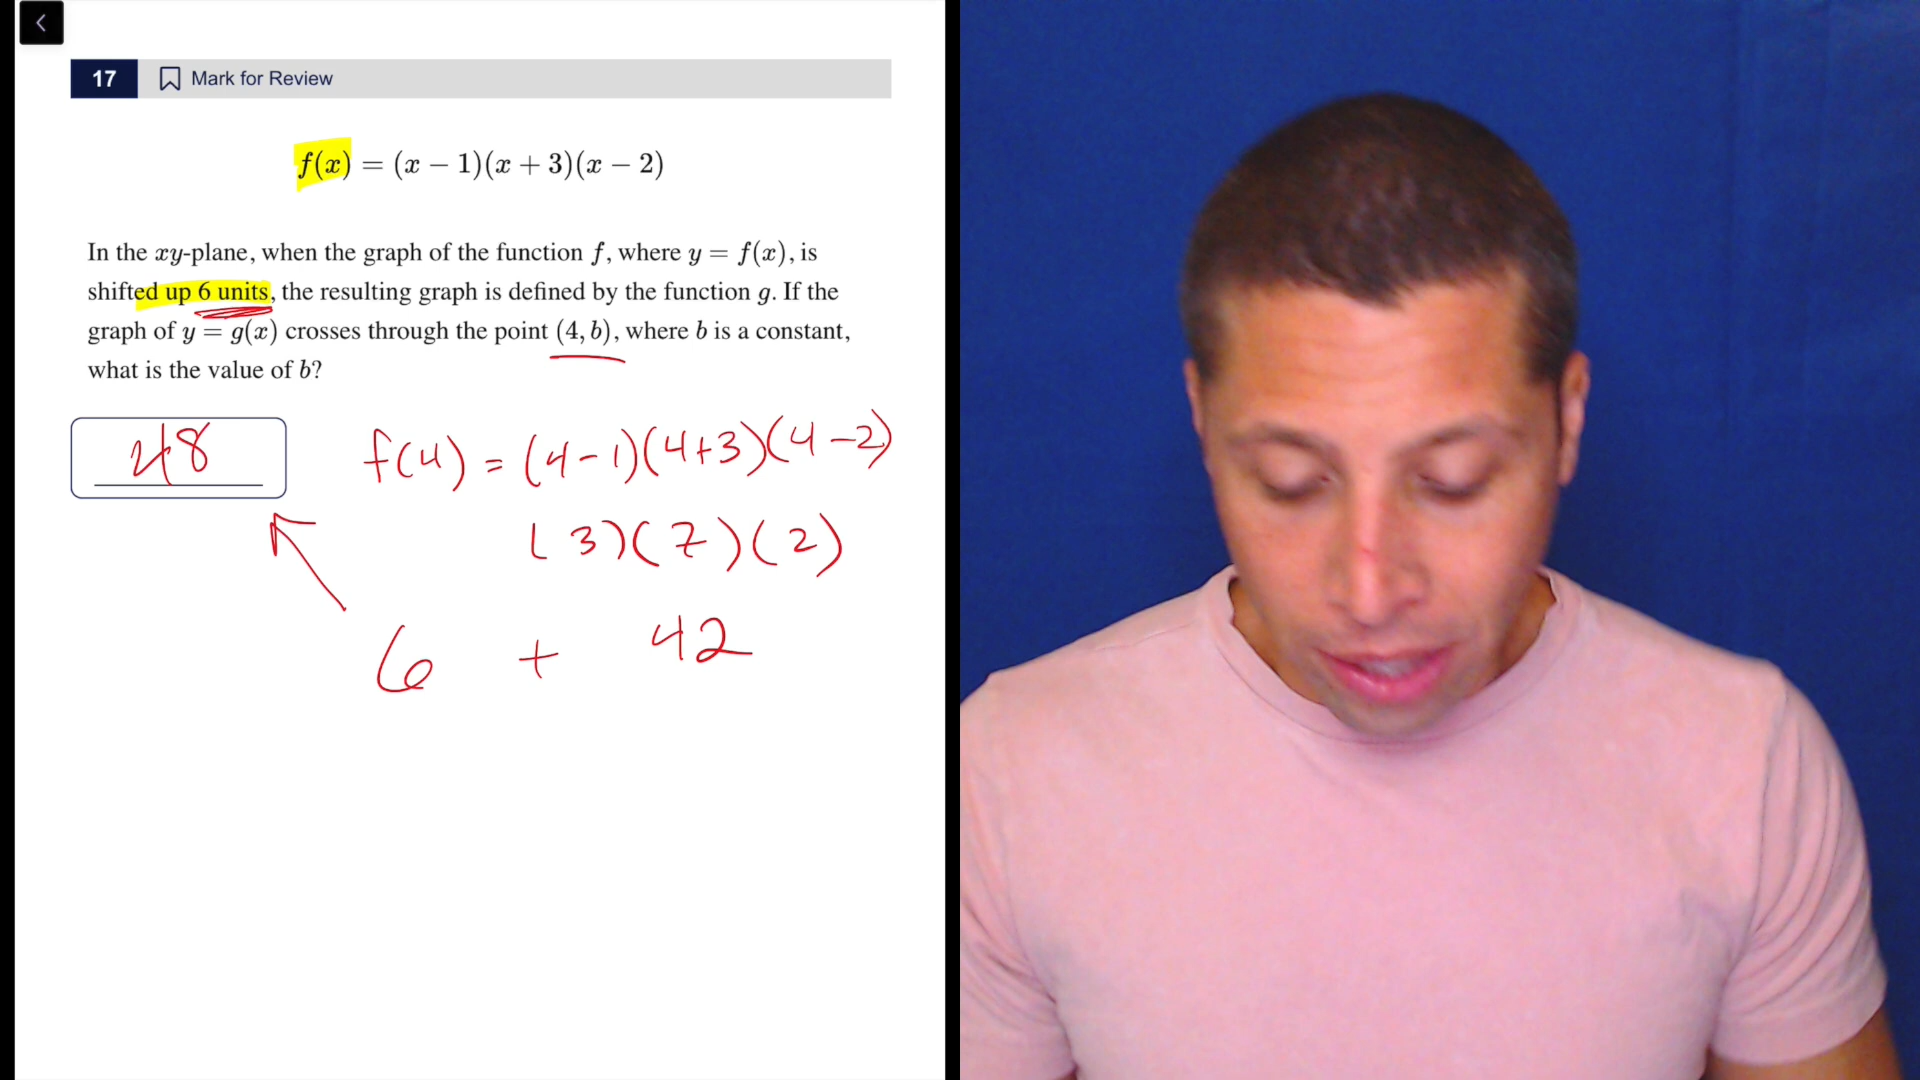 17 Mark for Review
f(x) = (x − 1)(x + 3)(x − 2)
In the xy-plane, when the graph of the function f, where y = f(x), is
shifted up 6 units, the resulting graph is defined by the function g. If the
graph of y = g(x) crosses through the point (4, b), where b is a constant,
what is the value of b?
48
f(4) = (4-1)(4+3)(4-2)
(3)(7)(2)
6 + 42